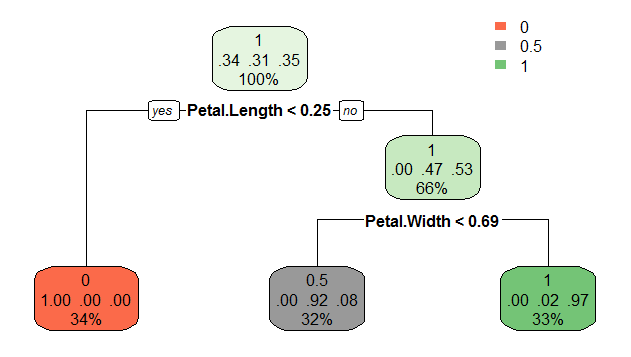 1
.34 .31 .35
100%
0
0.5
1
yes Petal.Length < 0.25 no
1
.00 .47 .53
66%
Petal.Width < 0.69
0
1.00 .00 .00
34%
0.5
.00 .92 .08
32%
1
.00 .02 .97
33%